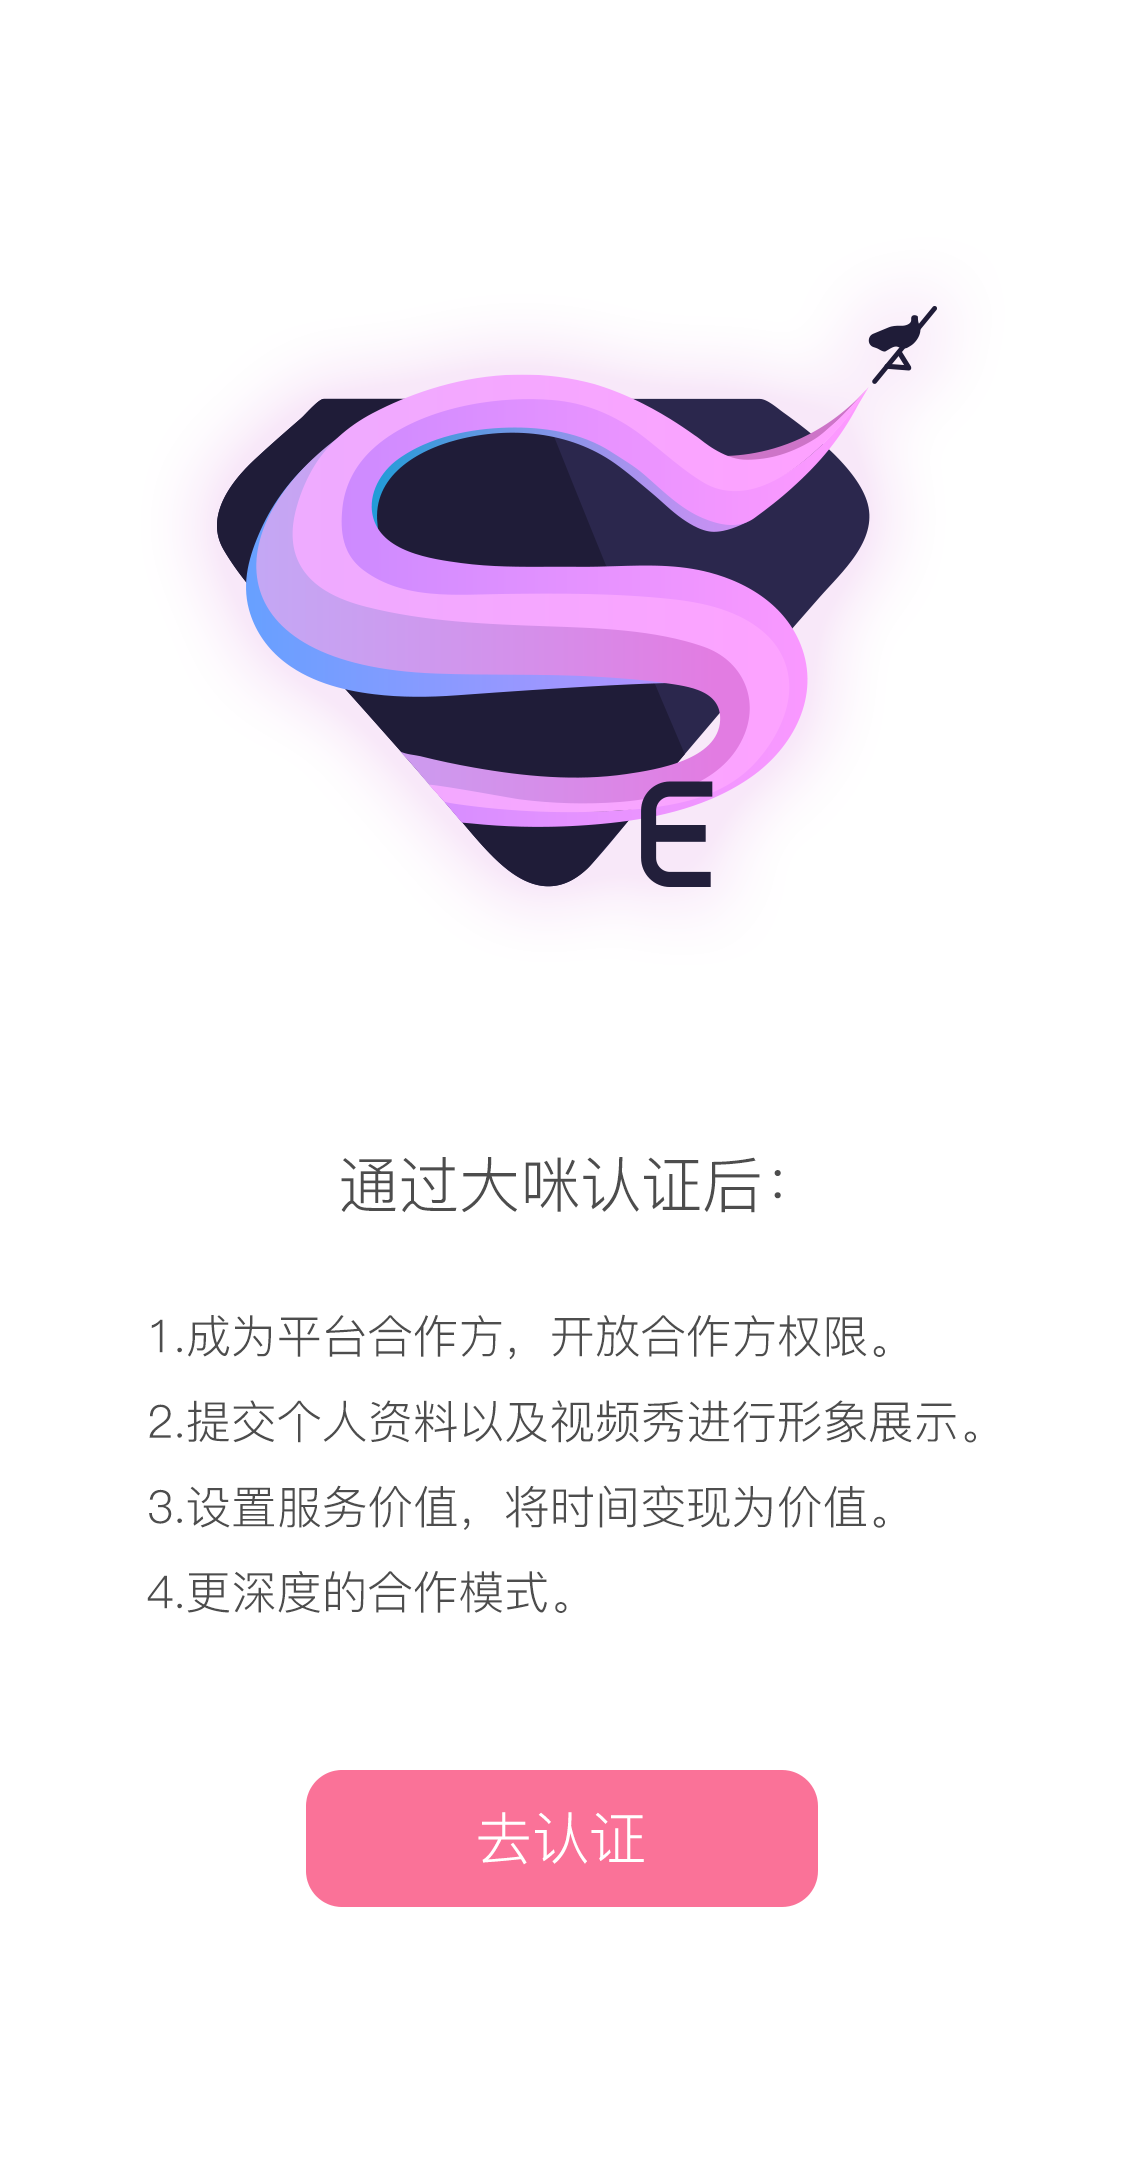 E
通过大咪认证后：
1.成为平台合作方，开放合作方权限。
2.提交个人资料以及视频秀进行形象展示。
3.设置服务价值，将时间变现为价值。
4.更深度的合作模式。
去认证